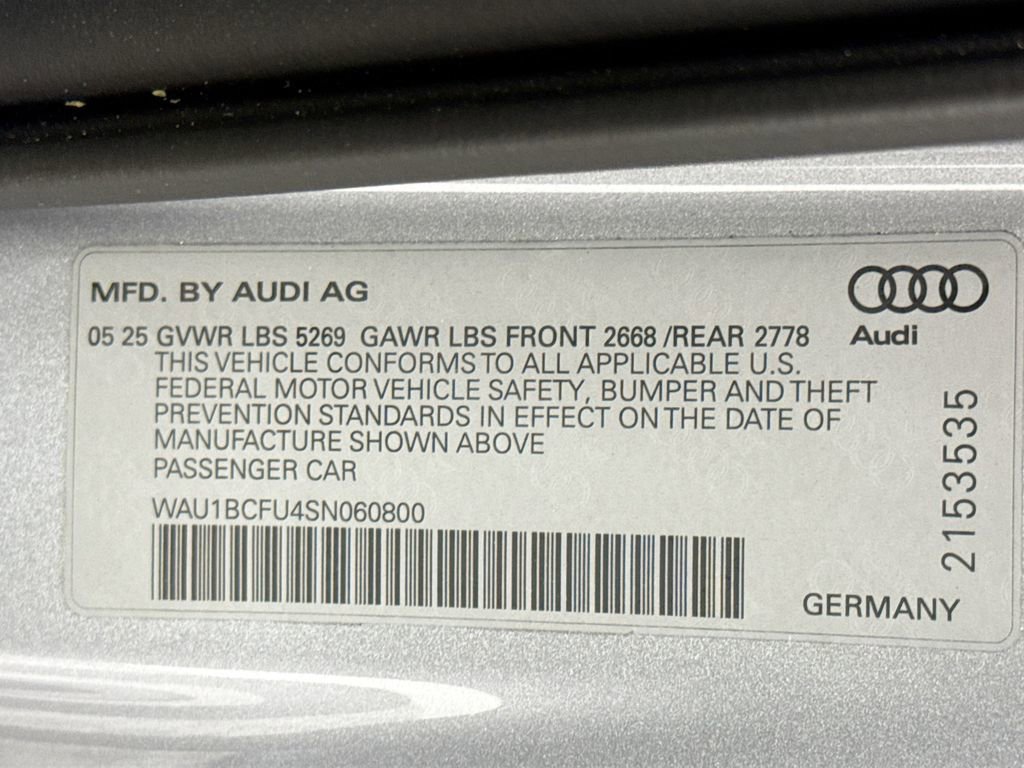 MFD. BY AUDI AG
05 25 GVWR LBS 5269 GAWR LBS FRONT 2668 /REAR 2778
THIS VEHICLE CONFORMS TO ALL APPLICABLE U.S.
FEDERAL MOTOR VEHICLE SAFETY, BUMPER AND THEFT
PREVENTION STANDARDS IN EFFECT ON THE DATE OF
MANUFACTURE SHOWN ABOVE
PASSENGER CAR
WAU1BCFU4SN060800
Audi
2153535
GERMANY